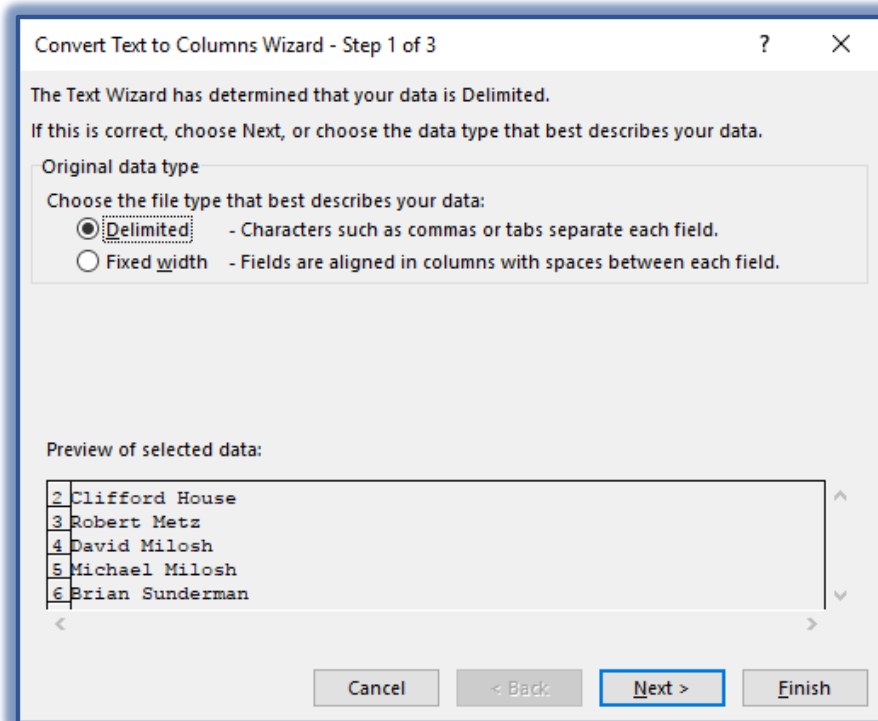 Convert Text to Columns Wizard - Step 1 of 3 ?
The Text Wizard has determined that your data is Delimited.
If this is correct, choose Next, or choose the data type that best describes your data.
Original data type
Choose the file type that best describes your data:
Delimited - Characters such as commas or tabs separate each field.
Fixed width - Fields are aligned in columns with spaces between each field.
Preview of selected data:
2 Clifford House
3 Robert Metz
4 David Milosh
5 Michael Milosh
6 Brian Sunderman
Cancel < Back Next > Finish